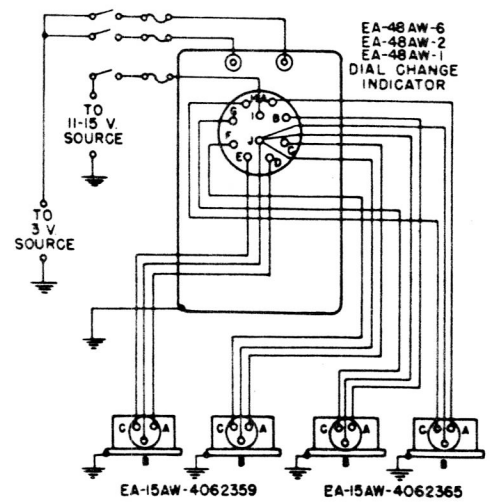 EA-48AW-6
EA-48AW-2
EA-48AW-1
DIAL CHANGE
INDICATOR
TO
11-15 V.
SOURCE
TO
3 V.
SOURCE
H
A
G
I
B
F
J
C
E
D
C
A
B
C
A
B
C
A
B
C
A
B
EA-15AW-4062359
EA-15AW-4062365